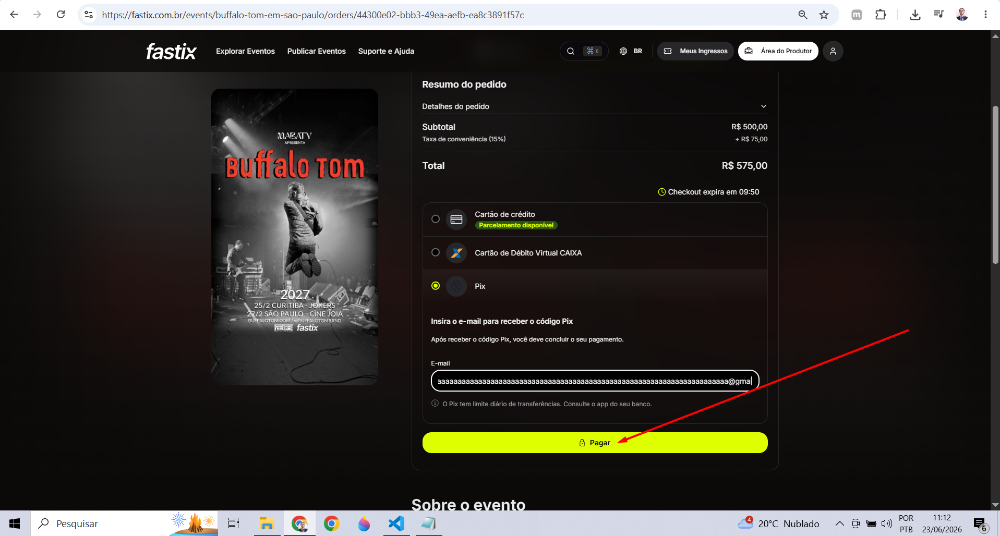 https://fastix.com.br/events/buffalo-tom-em-sao-paulo/orders/44300e02-bbb3-49ea-aefb-ea8c3891f57c
fastix
Explorar Eventos
Publicar Eventos
Suporte e Ajuda
⌘ K
BR
Meus Ingressos
Área do Produtor
MABATY
APRESENTA
Buffalo Tom
2027
25/2 CURITIBA - JOKERS
27/2 SÃO PAULO - CINE JOIA
BUFFALOTOM.COM / @BUFFALOTOMBAND
POWERLINE fastix
Resumo do pedido
Detalhes do pedido
Subtotal R$ 500,00
Taxa de conveniência (15%) + R$ 75,00
Total R$ 575,00
Checkout expira em 09:50
Cartão de crédito
Parcelamento disponível
Cartão de Débito Virtual CAIXA
Pix
Insira o e-mail para receber o código Pix
Após receber o código Pix, você deve concluir o seu pagamento.
E-mail
aaaaaaaaaaaaaaaaaaaaaaaaaaaaaaaaaaaaaaaaaaaaaaaaaaaaaaaaaaaaaaaaaaaaaa@gmai
O Pix tem limite diário de transferências. Consulte o app do seu banco.
Pagar
Sobre o evento
Pesquisar
4
20°C Nublado
POR
PTB
11:12
23/06/2026
6